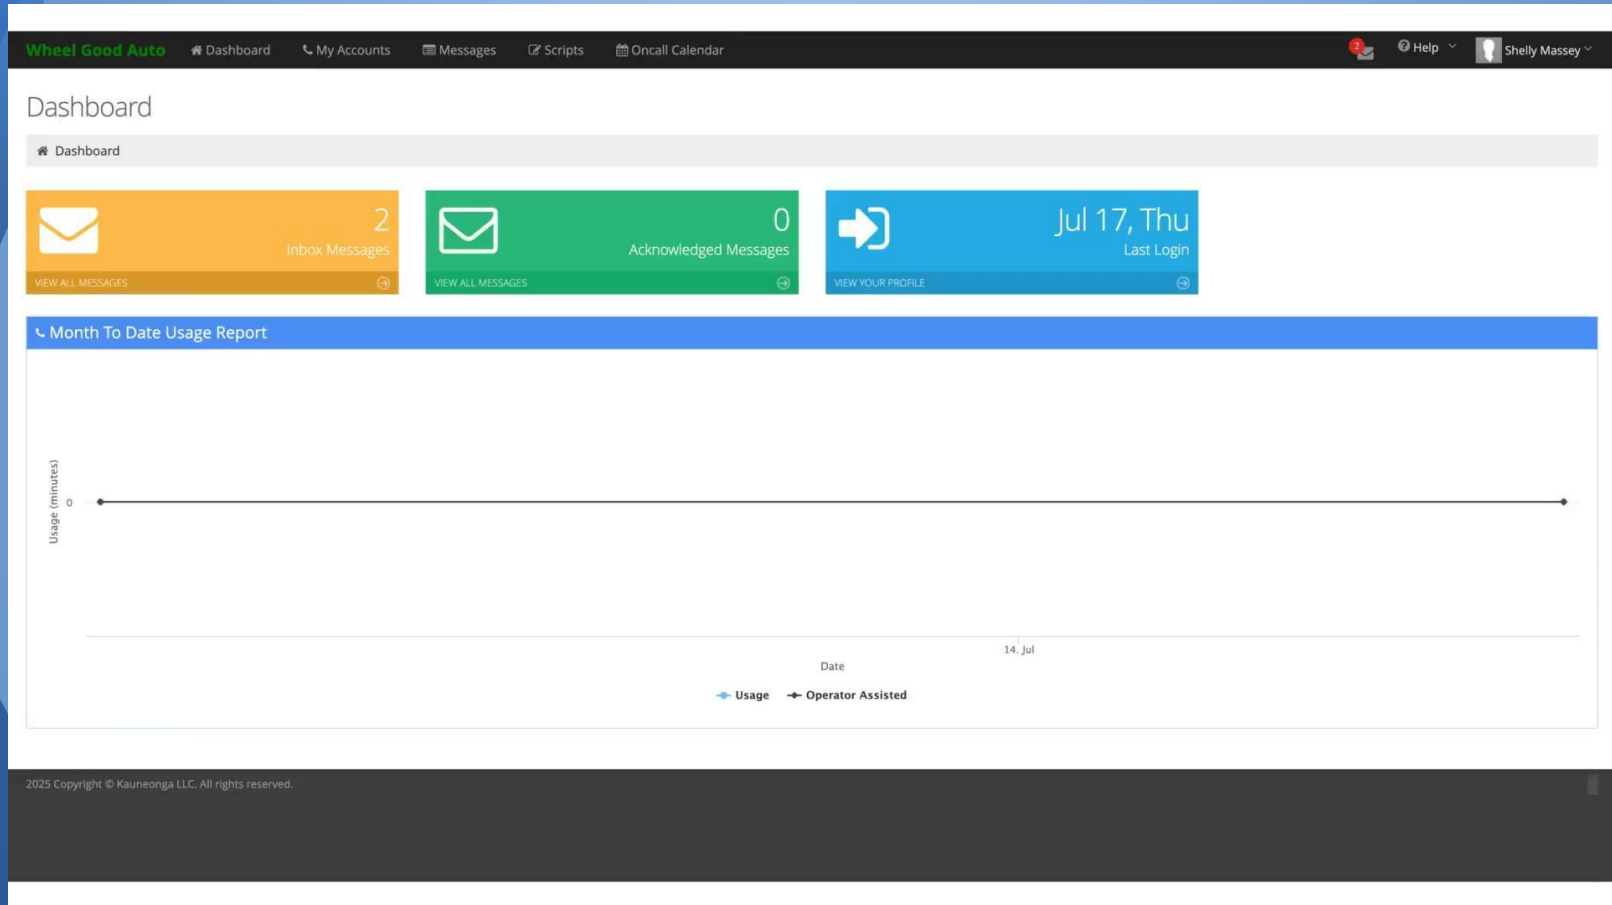 Wheel Good Auto Dashboard My Accounts Messages Scripts Oncall Calendar 2 Help Shelly Massey
Dashboard
Dashboard
2
Inbox Messages
VIEW ALL MESSAGES
0
Acknowledged Messages
VIEW ALL MESSAGES
Jul 17, Thu
Last Login
VIEW YOUR PROFILE
Month To Date Usage Report
Usage (minutes)
0
14. Jul
Date
Usage Operator Assisted
2025 Copyright © Kauneonga LLC. All rights reserved.